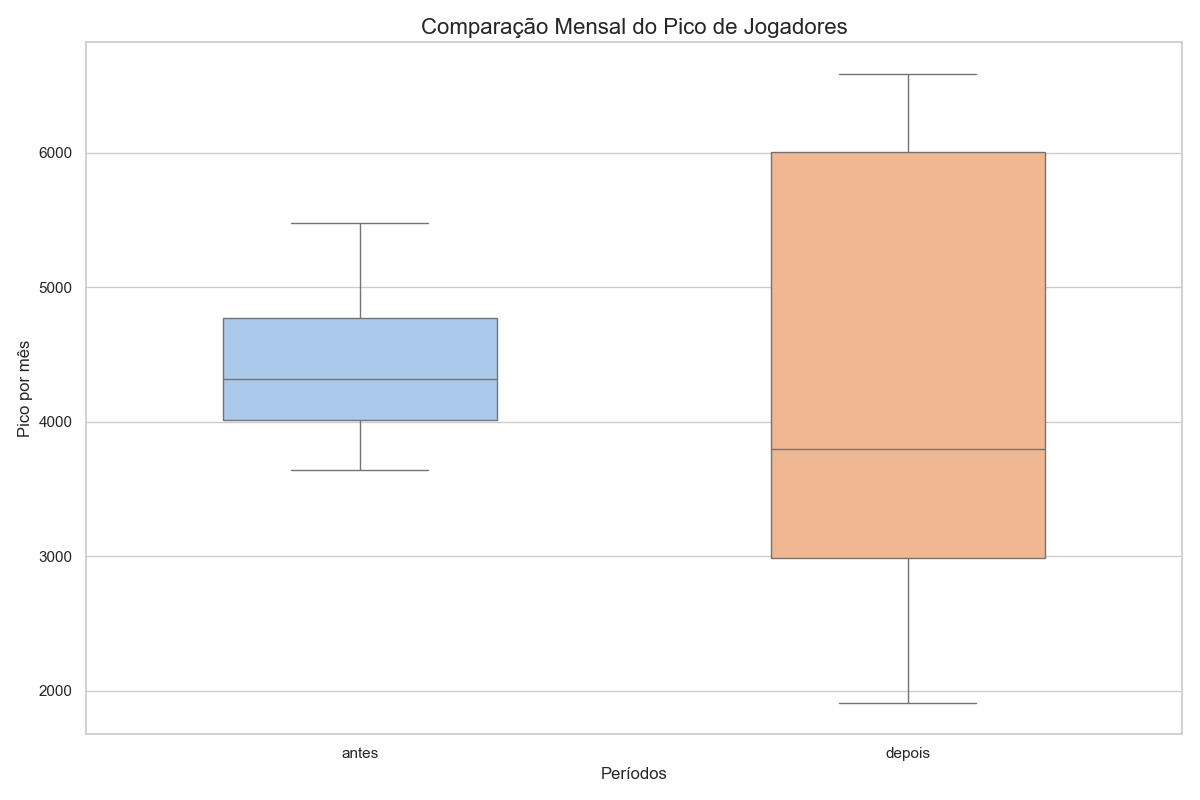 Comparação Mensal do Pico de Jogadores
Pico por mês
6000
5000
4000
3000
2000
antes
depois
Períodos